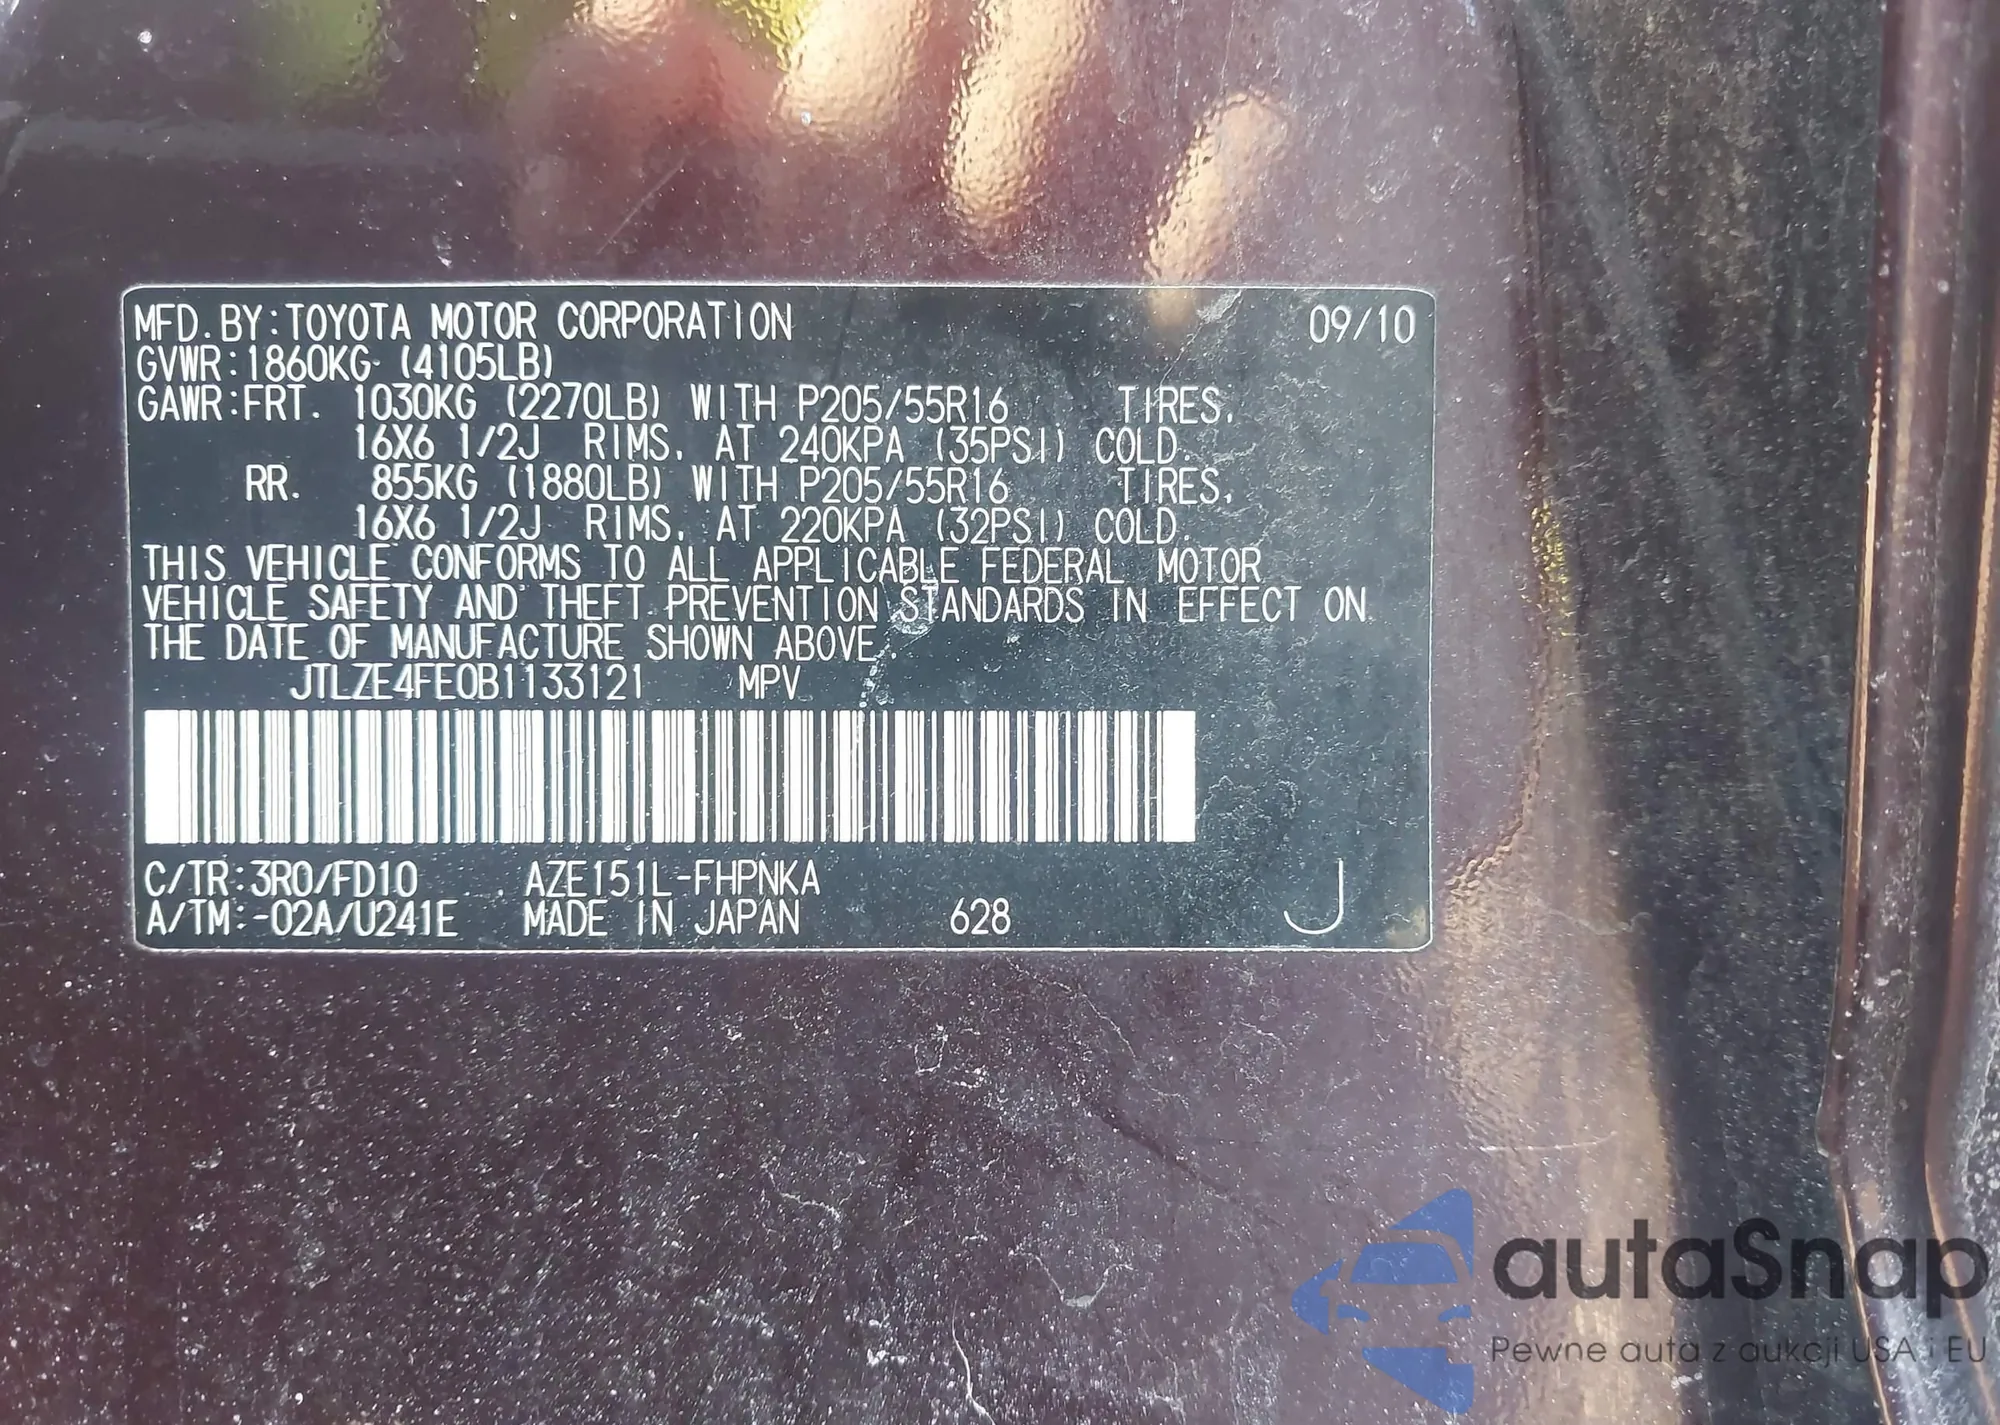 MFD. BY: TOYOTA MOTOR CORPORATION 09/10
GVWR: 1860KG (4105LB)
GAWR: FRT. 1030KG (2270LB) WITH P205/55R16 TIRES,
16X6 1/2J RIMS, AT 240KPA (35PSI) COLD.
RR. 855KG (1880LB) WITH P205/55R16 TIRES,
16X6 1/2J RIMS, AT 220KPA (32PSI) COLD.
THIS VEHICLE CONFORMS TO ALL APPLICABLE FEDERAL MOTOR
VEHICLE SAFETY AND THEFT PREVENTION STANDARDS IN EFFECT ON
THE DATE OF MANUFACTURE SHOWN ABOVE.
JTLZE4FE0B1133121 MPV
C/TR: 3R0/FD10 AZE151L-FHPNKA
A/TM: -02A/U241E MADE IN JAPAN 628 J
autaSnap
Pewne auta z aukcji USA i EU